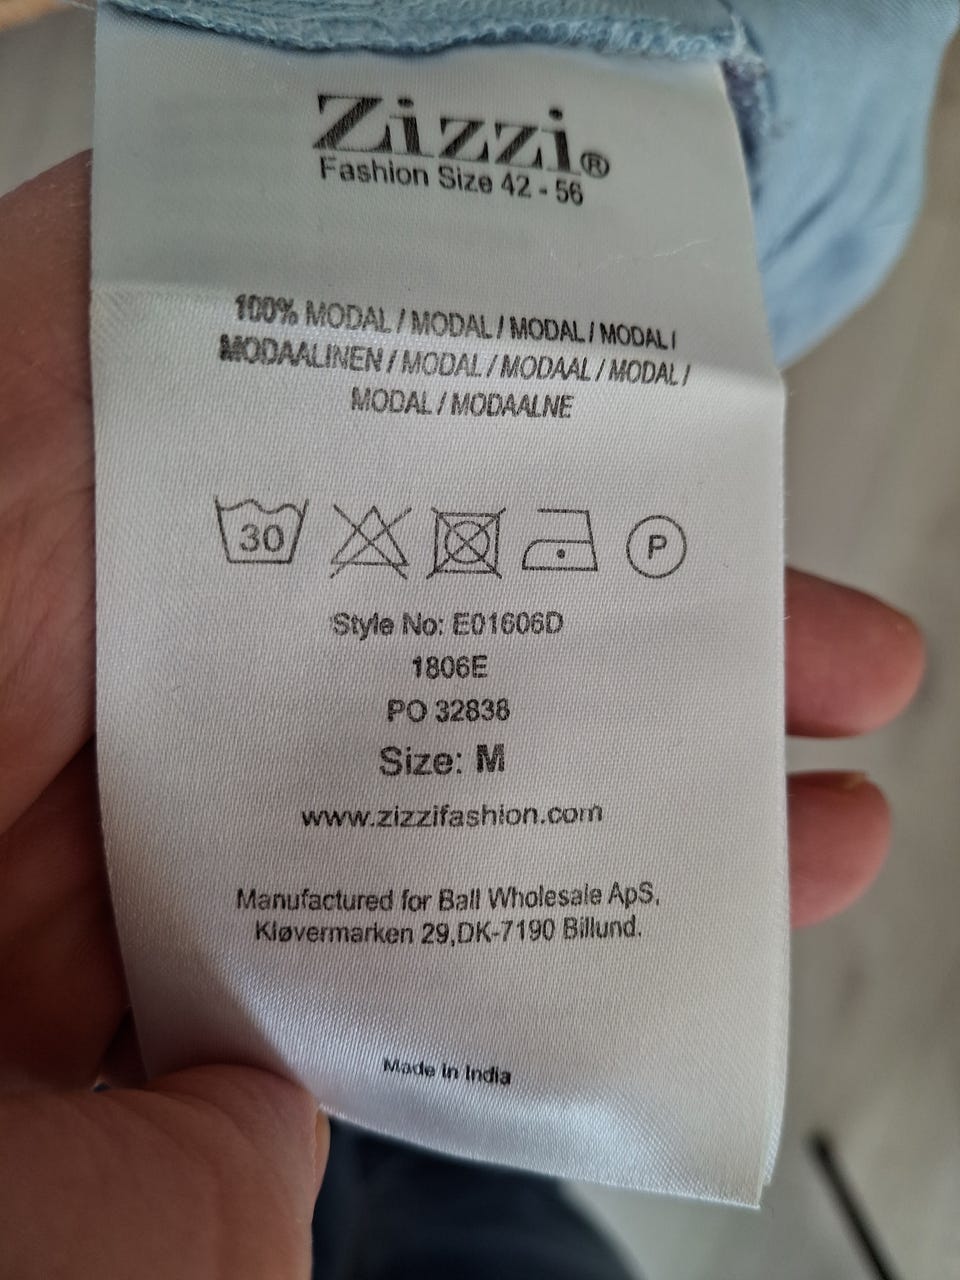 Zizzi®
Fashion Size 42 - 56
100% MODAL / MODAL / MODAL / MODAL /
MODAALINEN / MODAL / MODAAL / MODAL /
MODAL / MODAALNE
30 P
Style No: E01606D
1806E
PO 32838
Size: M
www.zizzifashion.com
Manufactured for Ball Wholesale ApS.
Kløvermarken 29,DK-7190 Billund.
Made in India